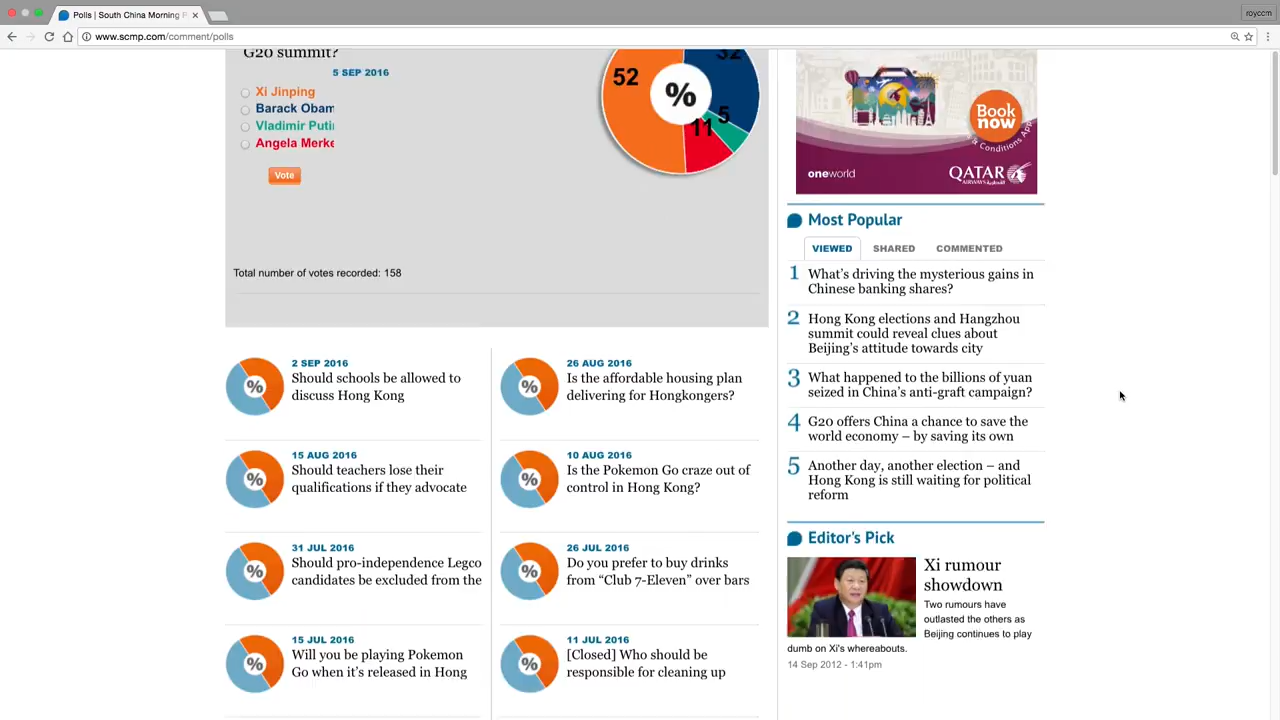 Polls | South China Morning P
royccm
www.scmp.com/comment/polls
G20 summit?
5 SEP 2016
Xi Jinping
Barack Obam
Vladimir Puti
Angela Merke
Vote
52
32
5
11
%
Total number of votes recorded: 158
%
2 SEP 2016
Should schools be allowed to
discuss Hong Kong
%
26 AUG 2016
Is the affordable housing plan
delivering for Hongkongers?
%
15 AUG 2016
Should teachers lose their
qualifications if they advocate
%
10 AUG 2016
Is the Pokemon Go craze out of
control in Hong Kong?
%
31 JUL 2016
Should pro-independence Legco
candidates be excluded from the
%
26 JUL 2016
Do you prefer to buy drinks
from “Club 7-Eleven” over bars
%
15 JUL 2016
Will you be playing Pokemon
Go when it’s released in Hong
%
11 JUL 2016
[Closed] Who should be
responsible for cleaning up
Book
now
& Conditions App
oneworld
QATAR
AIRWAYS القطرية
Most Popular
VIEWED SHARED COMMENTED
1 What’s driving the mysterious gains in
Chinese banking shares?
2 Hong Kong elections and Hangzhou
summit could reveal clues about
Beijing’s attitude towards city
3 What happened to the billions of yuan
seized in China’s anti-graft campaign?
4 G20 offers China a chance to save the
world economy – by saving its own
5 Another day, another election – and
Hong Kong is still waiting for political
reform
Editor's Pick
Xi rumour
showdown
Two rumours have
outlasted the others as
Beijing continues to play
dumb on Xi's whereabouts.
14 Sep 2012 - 1:41pm